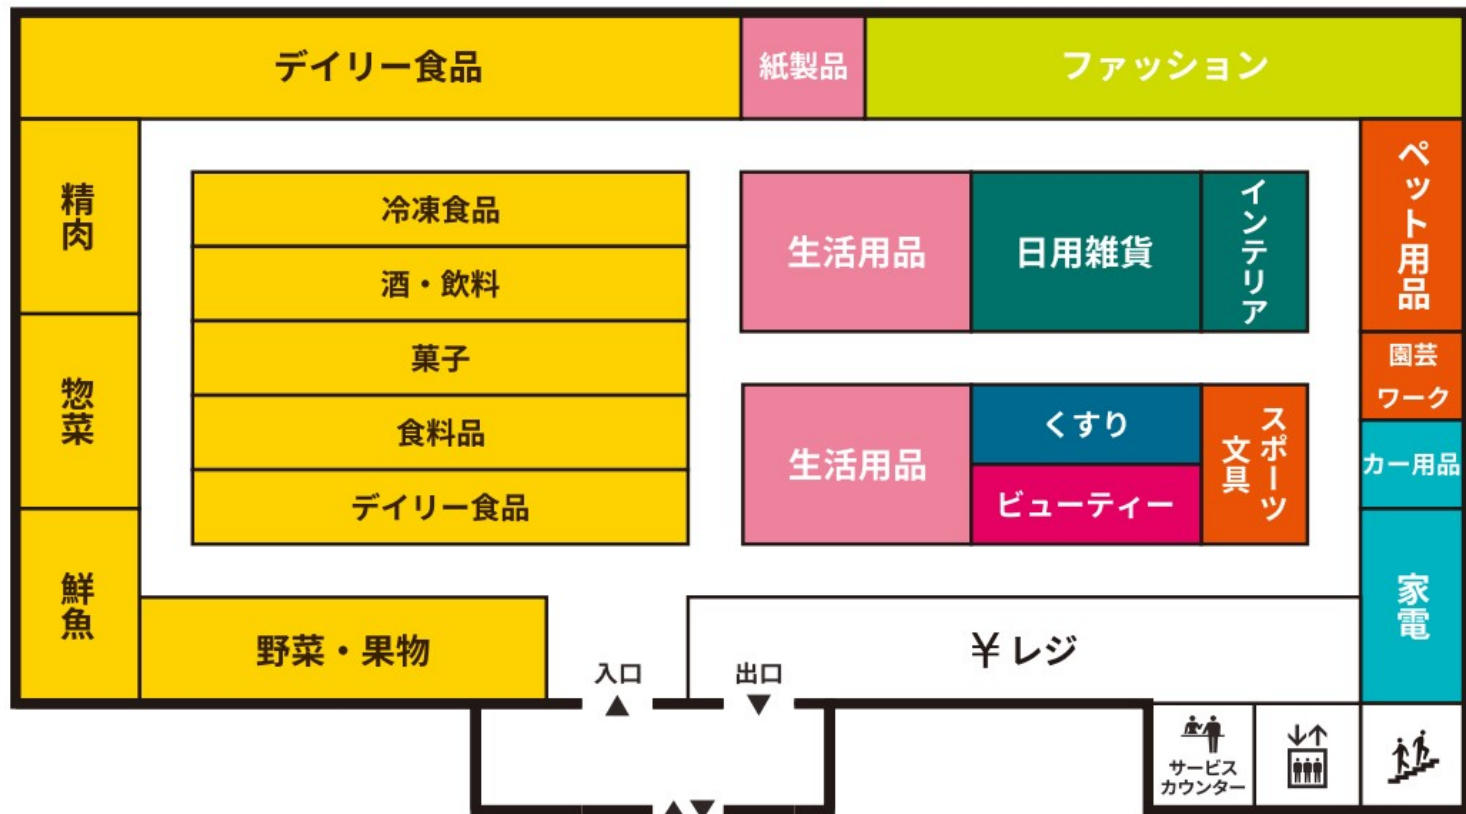 デイリー食品
紙製品
ファッション
精肉
惣菜
鮮魚
冷凍食品
酒・飲料
菓子
食料品
デイリー食品
野菜・果物
生活用品
日用雑貨
インテリア
生活用品
くすり
ビューティー
スポーツ
文具
ペット用品
園芸
ワーク
カー用品
家電
入口
▲
出口
▼
¥レジ
サービス
カウンター
↓↑
▲▼